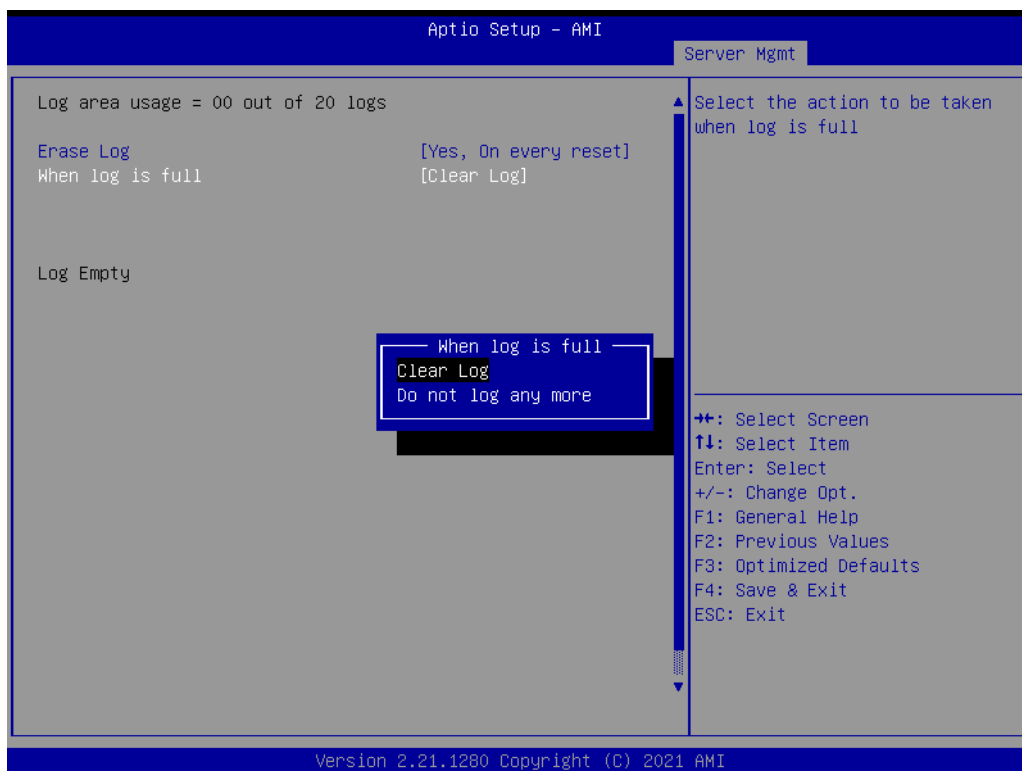 Aptio Setup – AMI
Server Mgmt
Log area usage = 00 out of 20 logs
Erase Log [Yes, On every reset]
When log is full [Clear Log]
Log Empty
When log is full
Clear Log
Do not log any more
Select the action to be taken
when log is full
→←: Select Screen
↑↓: Select Item
Enter: Select
+/-: Change Opt.
F1: General Help
F2: Previous Values
F3: Optimized Defaults
F4: Save & Exit
ESC: Exit
Version 2.21.1280 Copyright (C) 2021 AMI